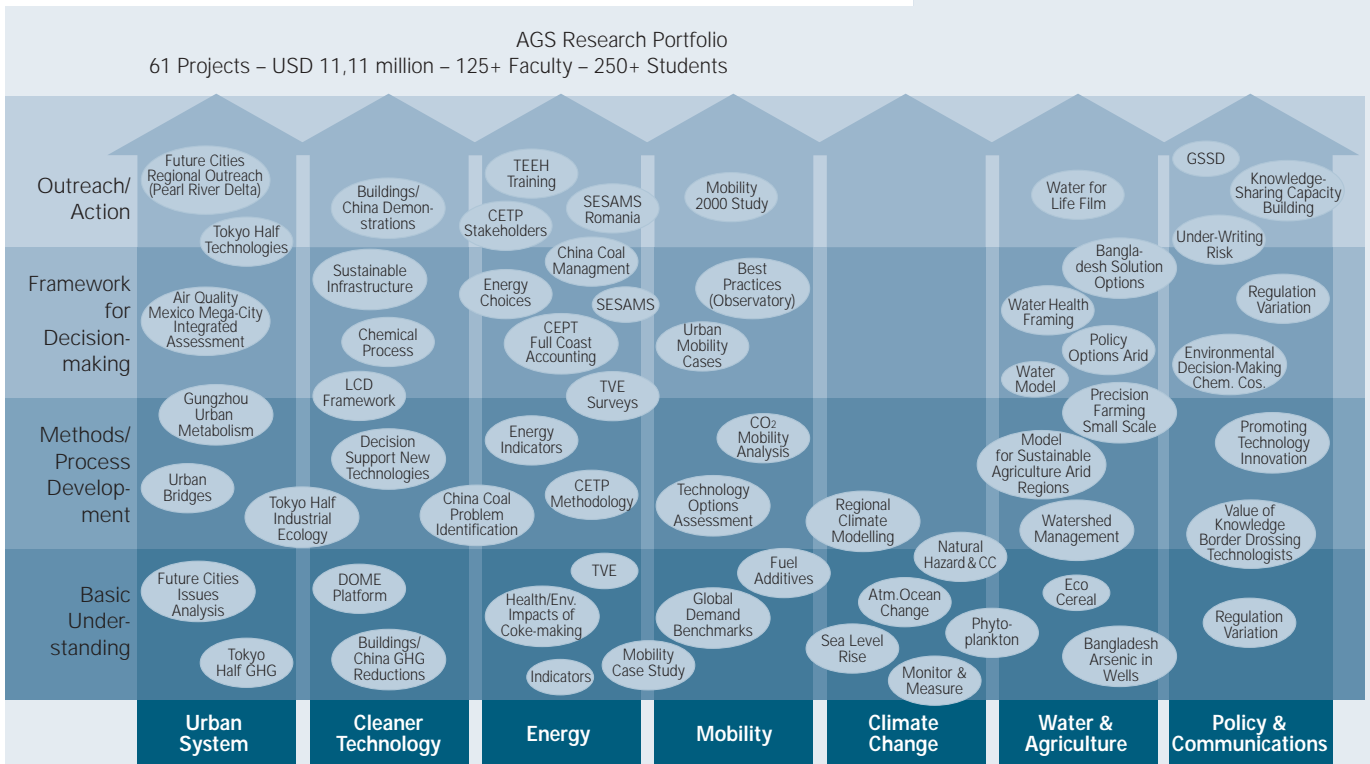 AGS Research Portfolio
61 Projects – USD 11,11 million – 125+ Faculty – 250+ Students
Outreach/
Action
Future Cities
Regional Outreach
(Pearl River Delta)
Tokyo Half
Technologies
Buildings/
China Demon-
strations
TEEH
Training
CETP
Stakeholders
SESAMS
Romania
Mobility
2000 Study
Water for
Life Film
GSSD
Knowledge-
Sharing Capacity
Building
Under-Writing
Risk
Framework
for
Decision-
making
Air Quality
Mexico Mega-City
Integrated
Assessment
Sustainable
Infrastructure
Chemical
Process
LCD
Framework
China Coal
Managment
Energy
Choices
SESAMS
CEPT
Full Coast
Accounting
TVE
Surveys
Best
Practices
(Observatory)
Urban
Mobility
Cases
Bangla-
desh Solution
Options
Water Health
Framing
Policy
Options Arid
Water
Model
Regulation
Variation
Environmental
Decision-Making
Chem. Cos.
Methods/
Process
Develop-
ment
Gungzhou
Urban
Metabolism
Urban
Bridges
Tokyo Half
Industrial
Ecology
Decision
Support New
Technologies
Energy
Indicators
China Coal
Problem
Identification
CETP
Methodology
CO2
Mobility
Analysis
Technology
Options
Assessment
Regional
Climate
Modelling
Precision
Farming
Small Scale
Model
for Sustainable
Agriculture Arid
Regions
Watershed
Management
Promoting
Technology
Innovation
Value of
Knowledge
Border Drossing
Technologists
Basic
Under-
standing
Future Cities
Issues
Analysis
Tokyo
Half GHG
DOME
Platform
Buildings/
China GHG
Reductions
TVE
Health/Env.
Impacts of
Coke-making
Indicators
Mobility
Case Study
Fuel
Additives
Global
Demand
Benchmarks
Natural
Hazard & CC
Atm.Ocean
Change
Sea Level
Rise
Phyto-
plankton
Monitor &
Measure
Eco
Cereal
Bangladesh
Arsenic in
Wells
Regulation
Variation
Urban
System
Cleaner
Technology
Energy
Mobility
Climate
Change
Water &
Agriculture
Policy &
Communications